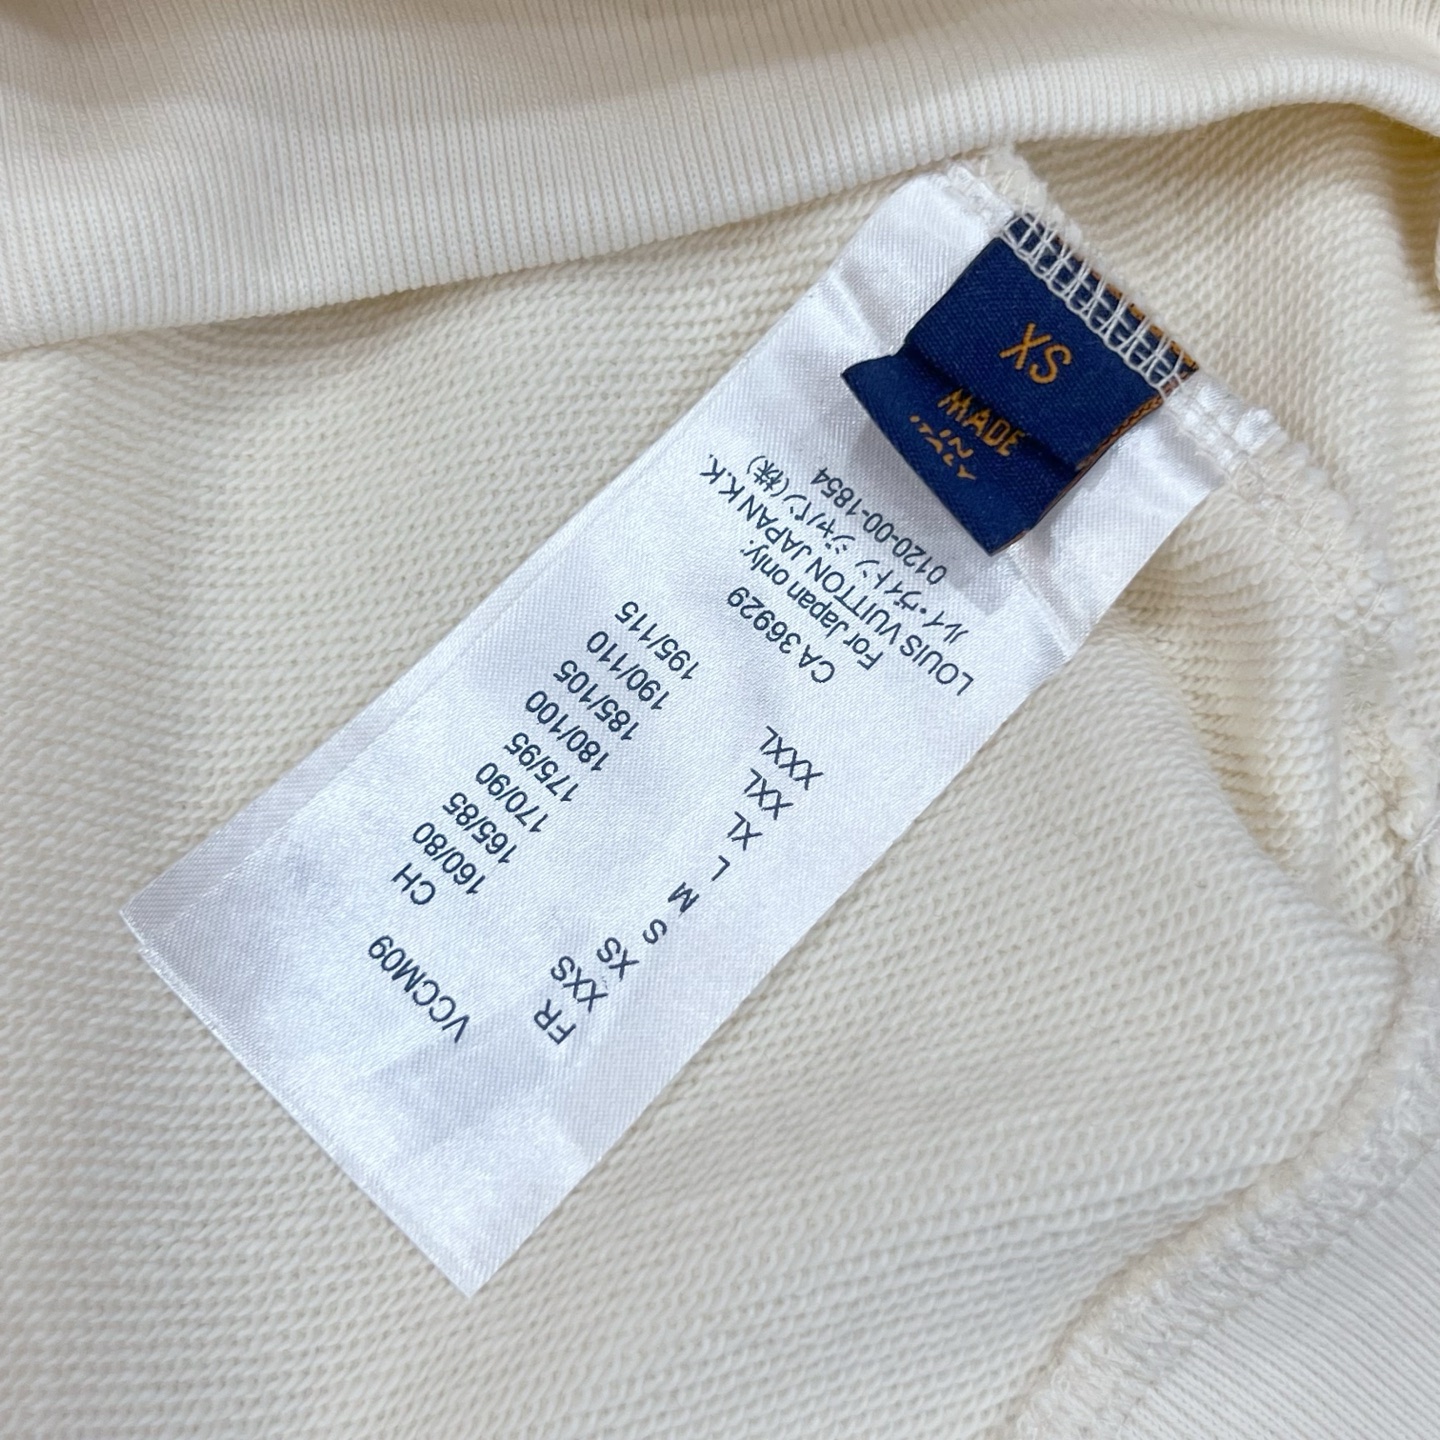 XS
MADE
IN
ITALY
VCCM09
FR CH
XXS 160/80
XS 165/85
S 170/90
M 175/95
L 180/100
XL 185/105
XXL 190/110
XXXL 195/115
CA 36929
For Japan only:
LOUIS VUITTON JAPAN K.K.
ルイ・ヴィトン ジャパン(株)
0120-00-1854